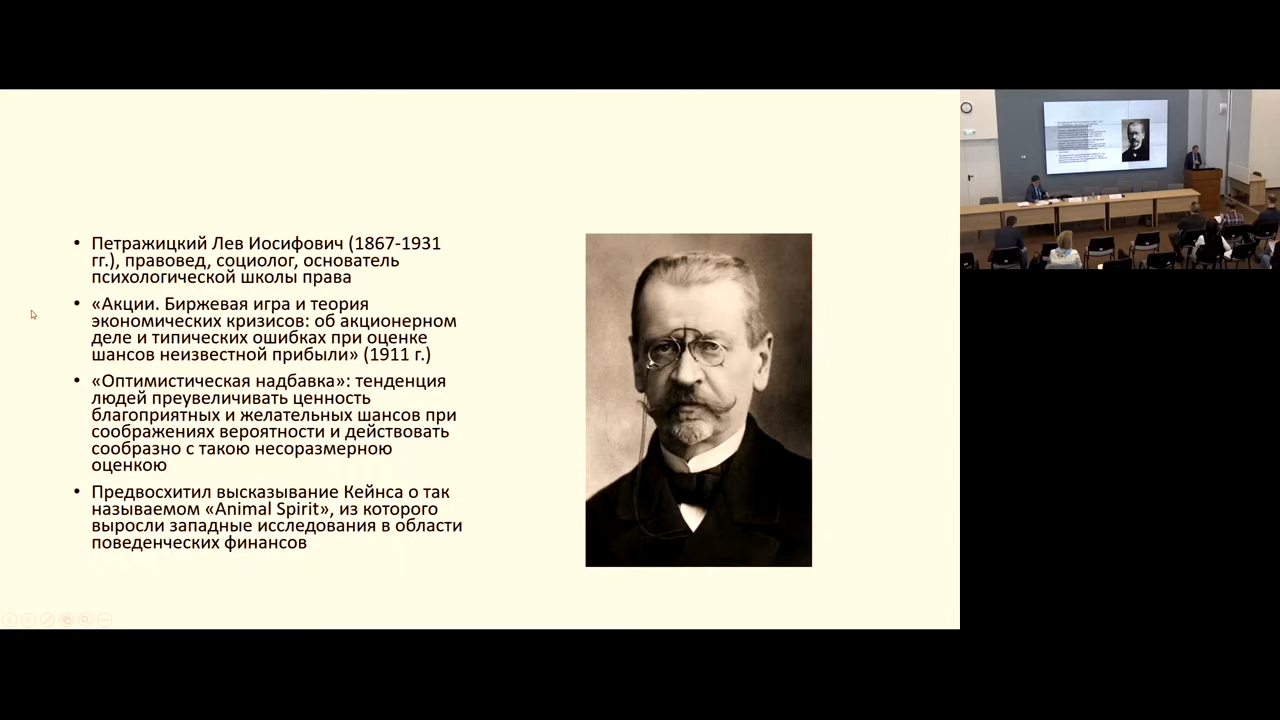 • Петражицкий Лев Иосифович (1867-1931
гг.), правовед, социолог, основатель
психологической школы права
• «Акции. Биржевая игра и теория
экономических кризисов: об акционерном
деле и типических ошибках при оценке
шансов неизвестной прибыли» (1911 г.)
• «Оптимистическая надбавка»: тенденция
людей преувеличивать ценность
благоприятных и желательных шансов при
соображениях вероятности и действовать
сообразно с такою несоразмерною
оценкою
• Предвосхитил высказывание Кейнса о так
называемом «Animal Spirit», из которого
выросли западные исследования в области
поведенческих финансов